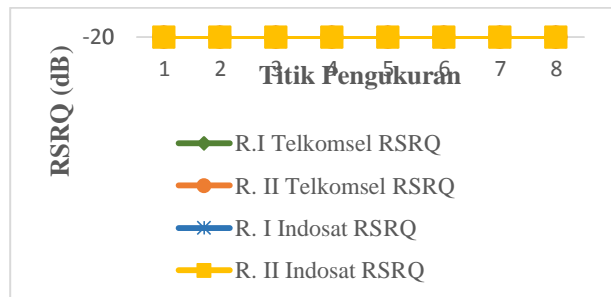 -20
1 2 3 4 5 6 7 8
Titik Pengukuran
RSRQ (dB)
R.I Telkomsel RSRQ
R. II Telkomsel RSRQ
R. I Indosat RSRQ
R. II Indosat RSRQ